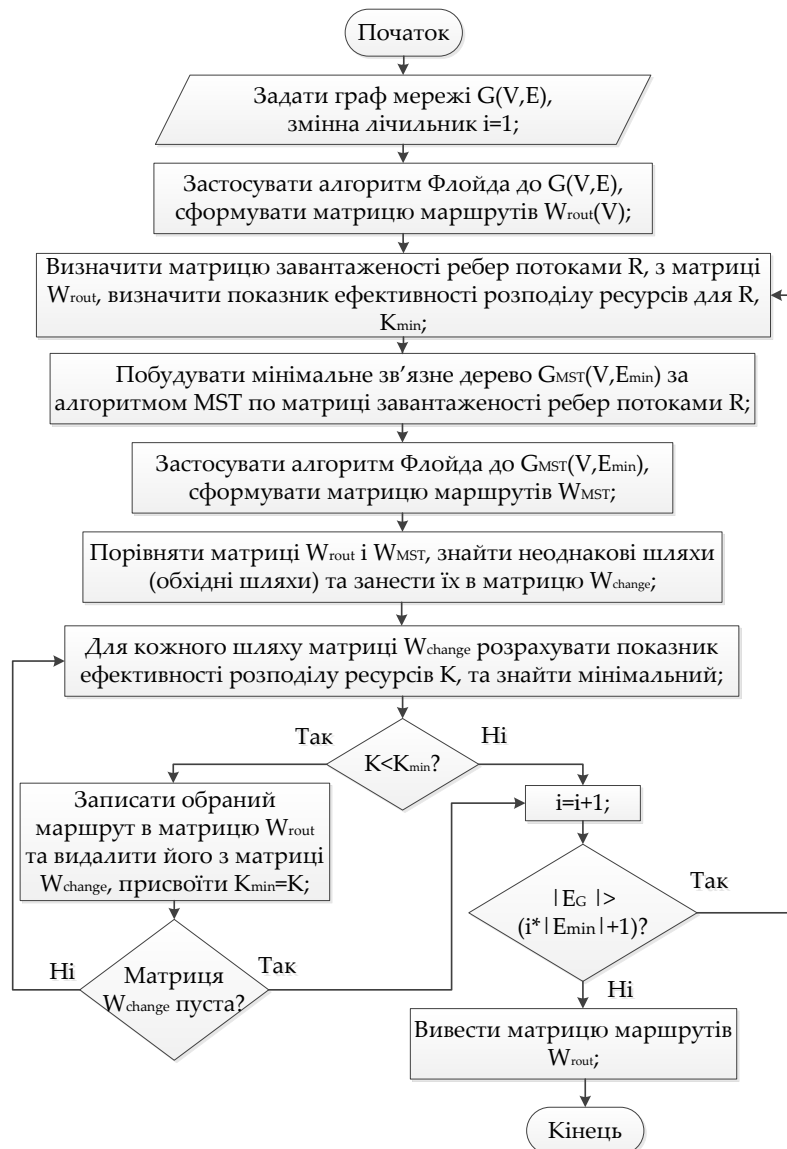 Початок
Задати граф мережі G(V,E),
змінна лічильник i=1;
Застосувати алгоритм Флойда до G(V,E),
сформувати матрицю маршрутів Wrout(V);
Визначити матрицю завантаженості ребер потоками R, з матриці
Wrout, визначити показник ефективності розподілу ресурсів для R,
Kmin;
Побудувати мінімальне зв’язне дерево GMST(V,Emin) за
алгоритмом MST по матриці завантаженості ребер потоками R;
Застосувати алгоритм Флойда до GMST(V,Emin),
сформувати матрицю маршрутів WMST;
Порівняти матриці Wrout і WMST, знайти неоднакові шляхи
(обхідні шляхи) та занести їх в матрицю Wchange;
Для кожного шляху матриці Wchange розрахувати показник
ефективності розподілу ресурсів K, та знайти мінімальний;
Так
K<Kmin?
Ні
Записати обраний
маршрут в матрицю Wrout
та видалити його з матриці
Wchange, присвоїти Kmin=K;
i=i+1;
|EG |>
(i*|Emin|+1)?
Так
Ні
Матриця
Wchange пуста?
Так
Ні
Вивести матрицю маршрутів
Wrout;
Кінець